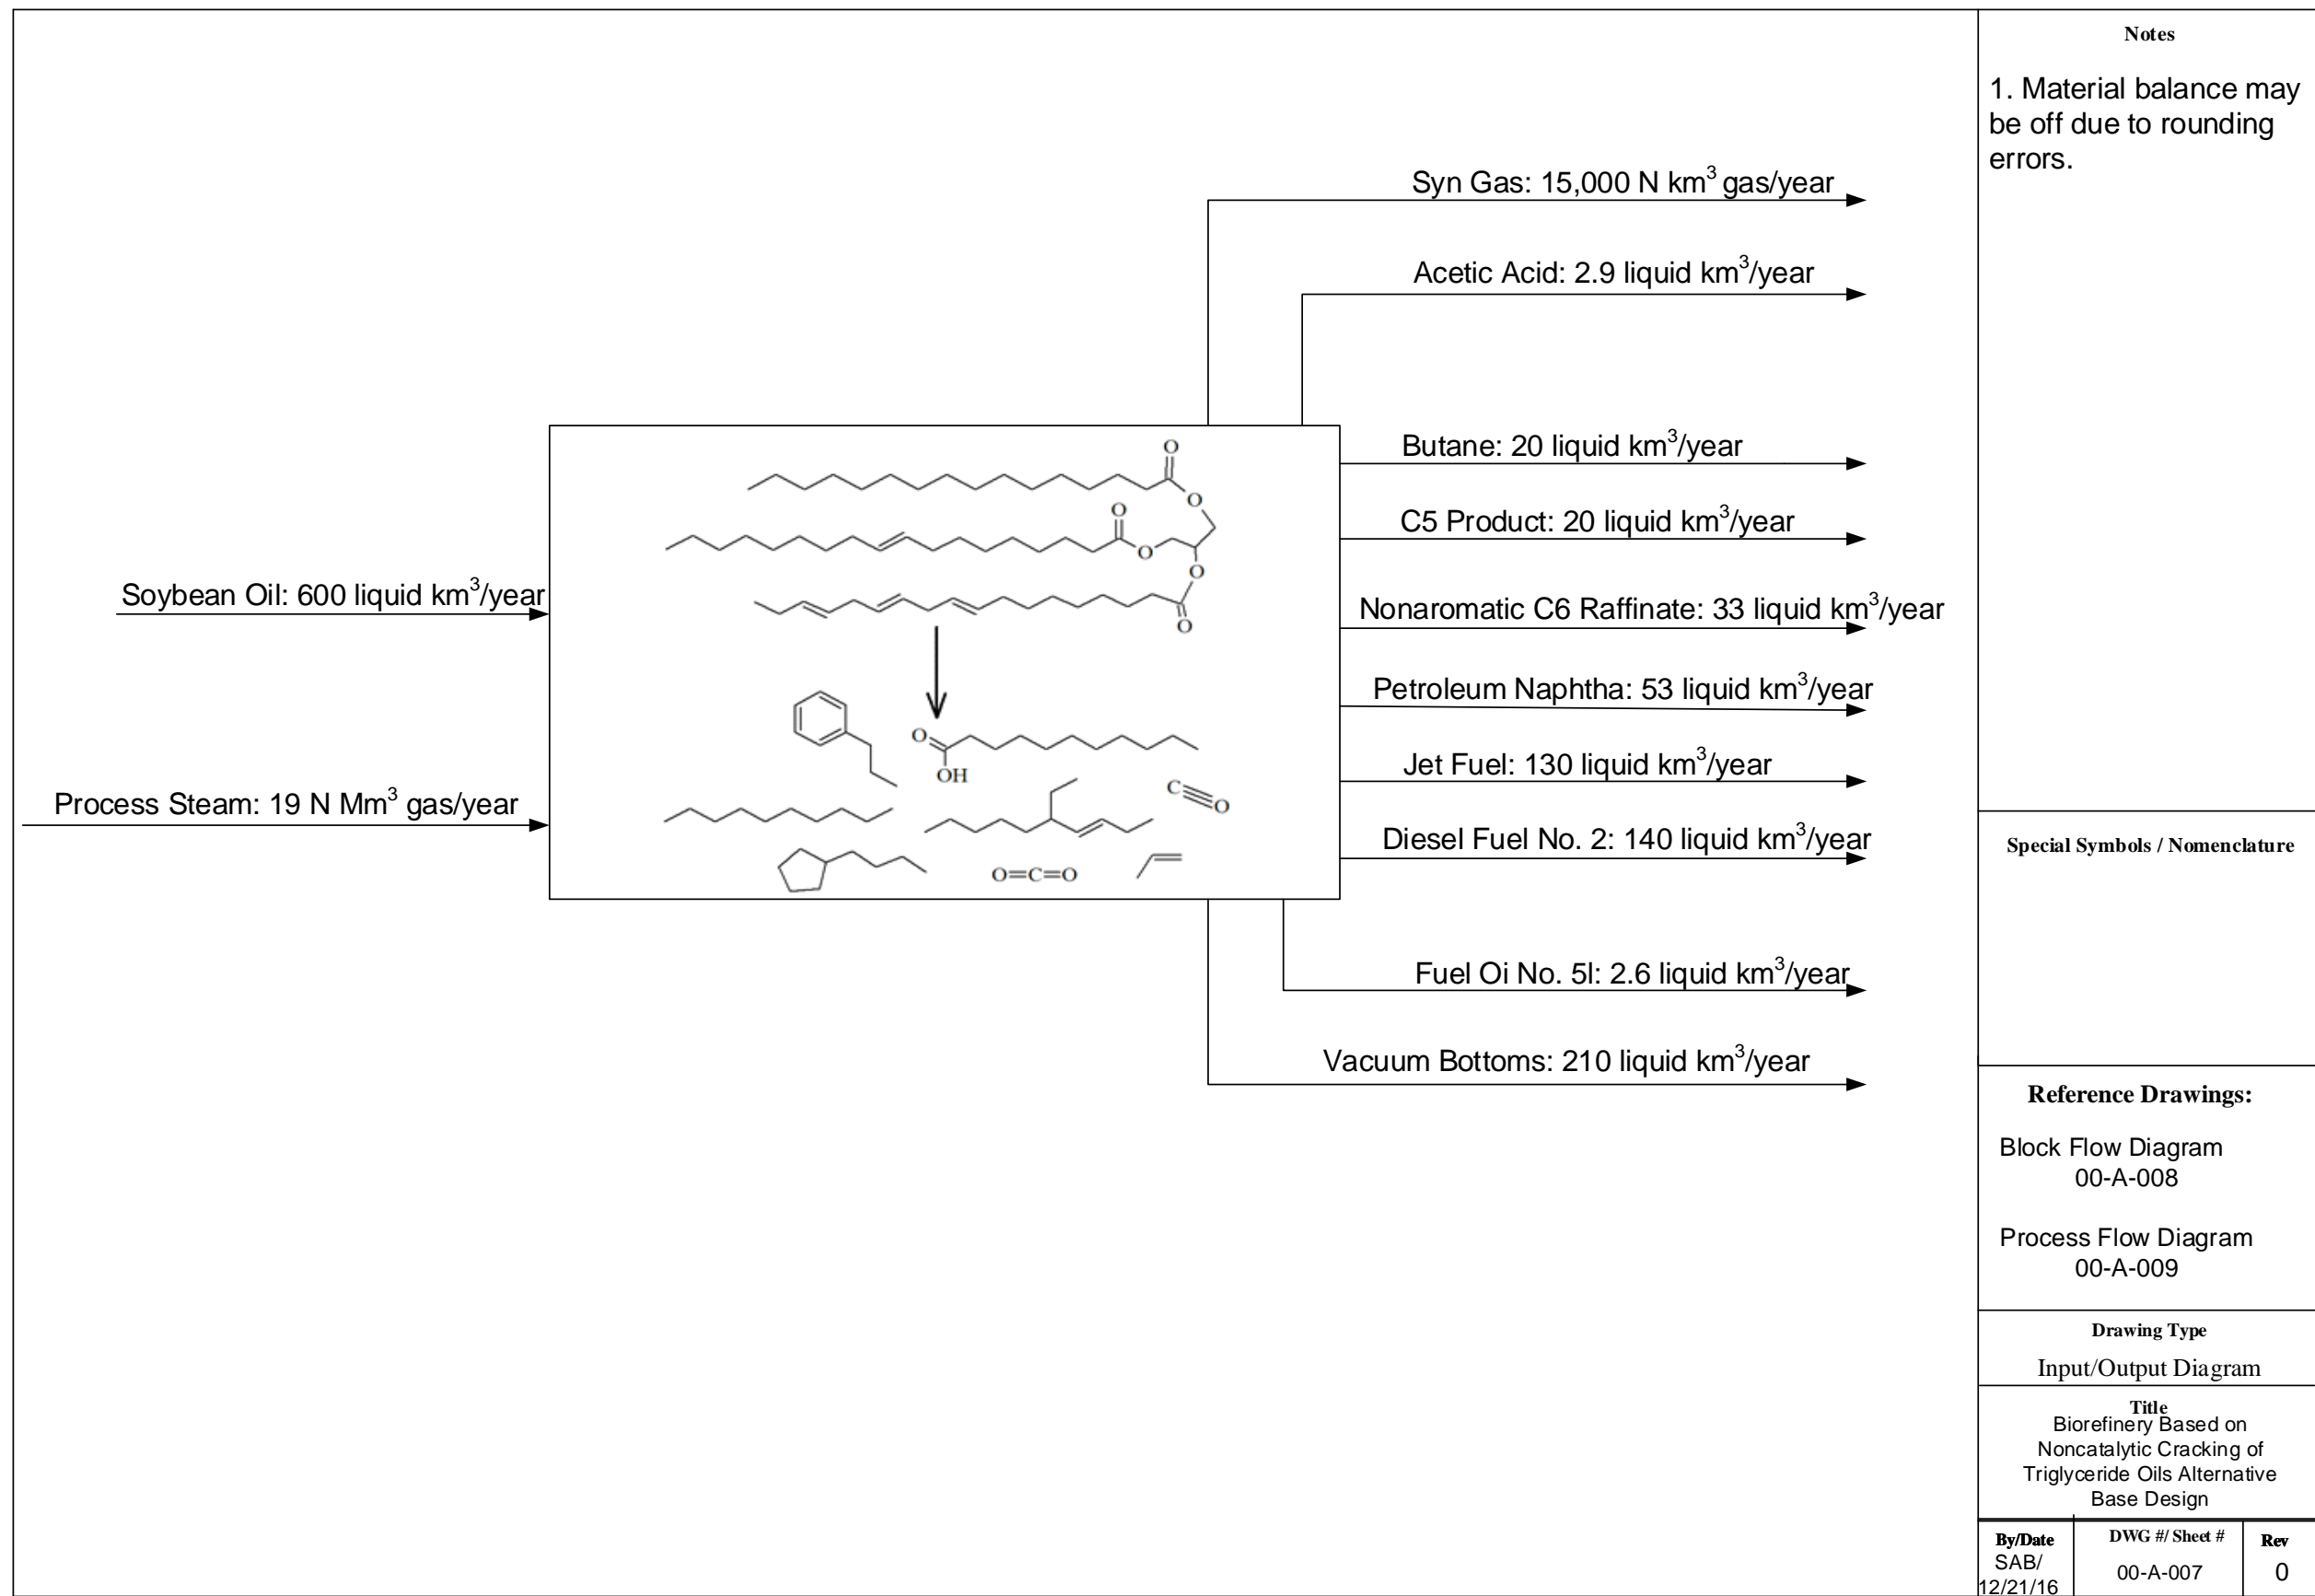 Syn Gas: 15,000 N km³ gas/year
Acetic Acid: 2.9 liquid km³/year
Butane: 20 liquid km³/year
C5 Product: 20 liquid km³/year
Nonaromatic C6 Raffinate: 33 liquid km³/year
Petroleum Naphtha: 53 liquid km³/year
Jet Fuel: 130 liquid km³/year
Diesel Fuel No. 2: 140 liquid km³/year
Fuel Oi No. 5l: 2.6 liquid km³/year
Vacuum Bottoms: 210 liquid km³/year
Soybean Oil: 600 liquid km³/year
Process Steam: 19 N Mm³ gas/year
O
O
O
O
O
O
O
OH
C≡O
O=C=O
Notes
1. Material balance may
be off due to rounding
errors.
Special Symbols / Nomenclature
Reference Drawings:
Block Flow Diagram
00-A-008
Process Flow Diagram
00-A-009
Drawing Type
Input/Output Diagram
Title
Biorefinery Based on
Noncatalytic Cracking of
Triglyceride Oils Alternative
Base Design
By/Date
SAB/
12/21/16
DWG #/ Sheet #
00-A-007
Rev
0